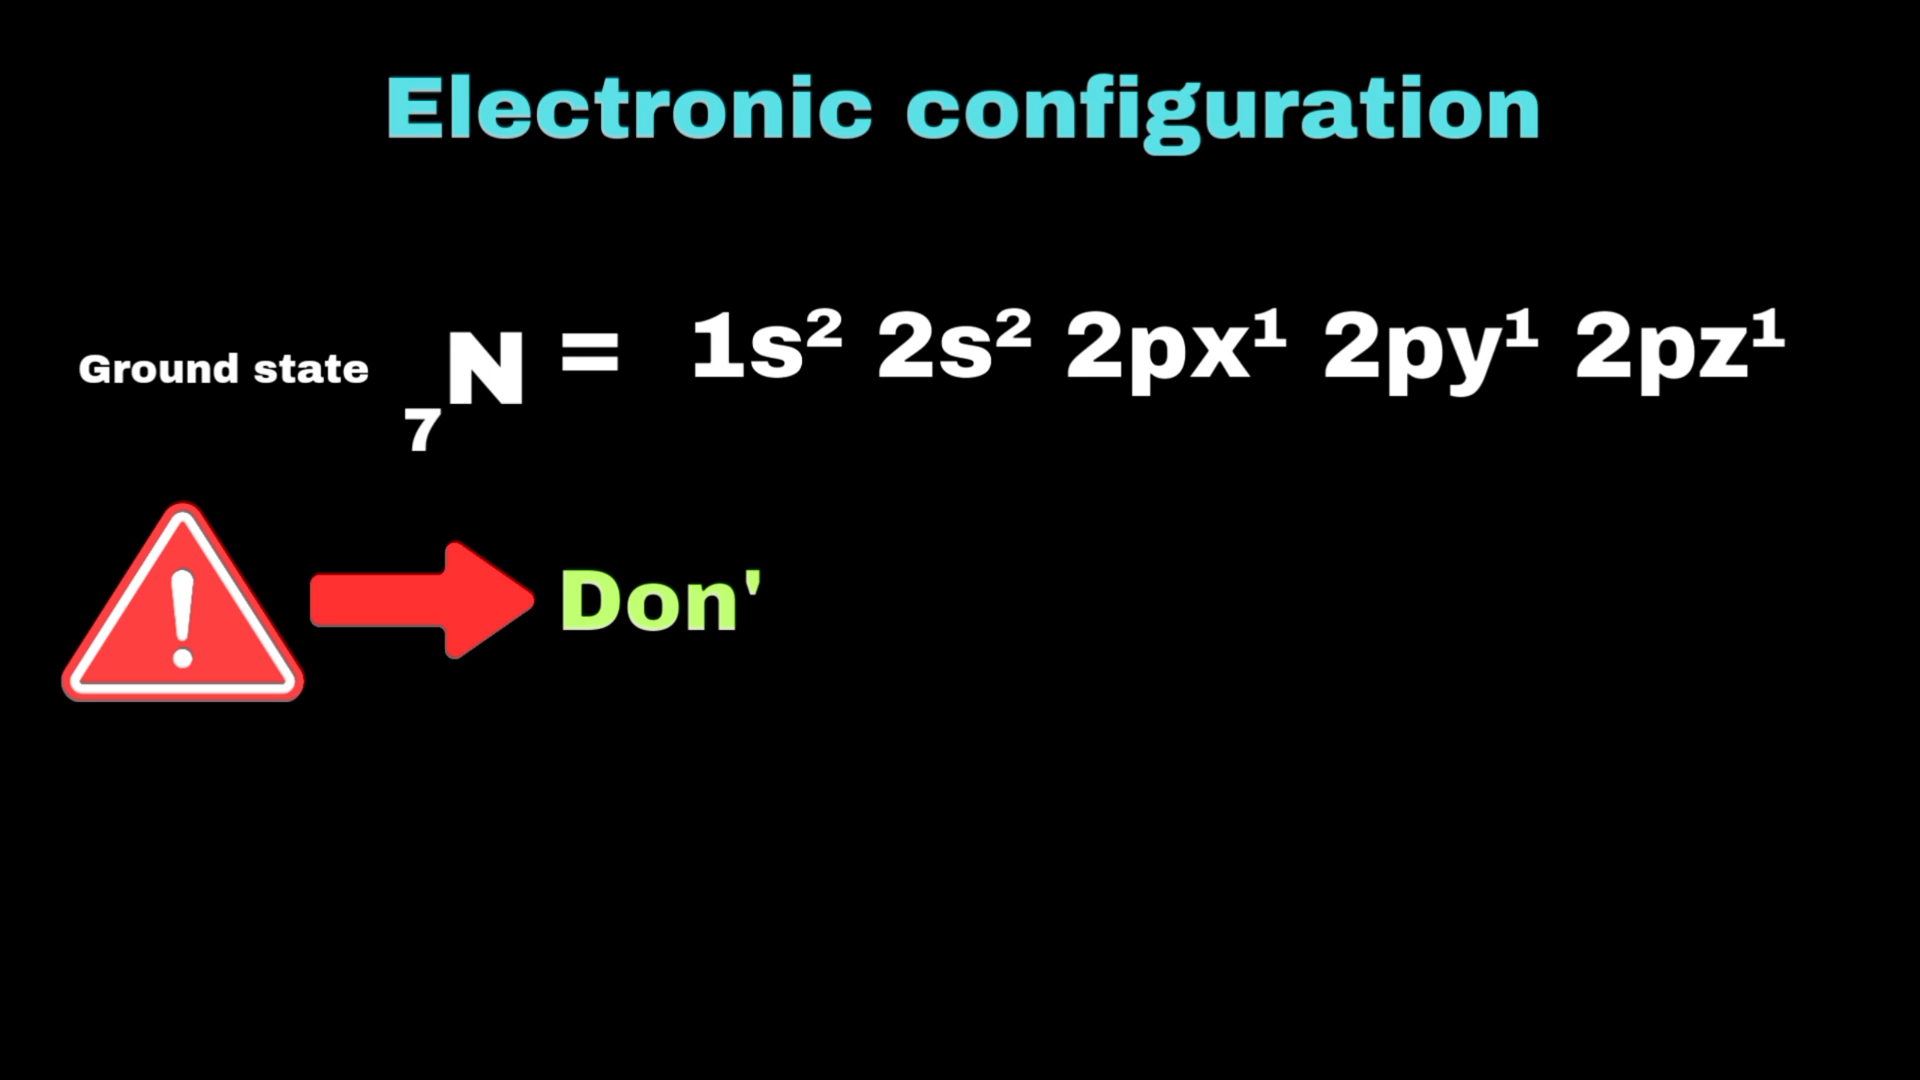 Electronic configuration
Ground state ₇N = 1s² 2s² 2px¹ 2py¹ 2pz¹
!
Don'